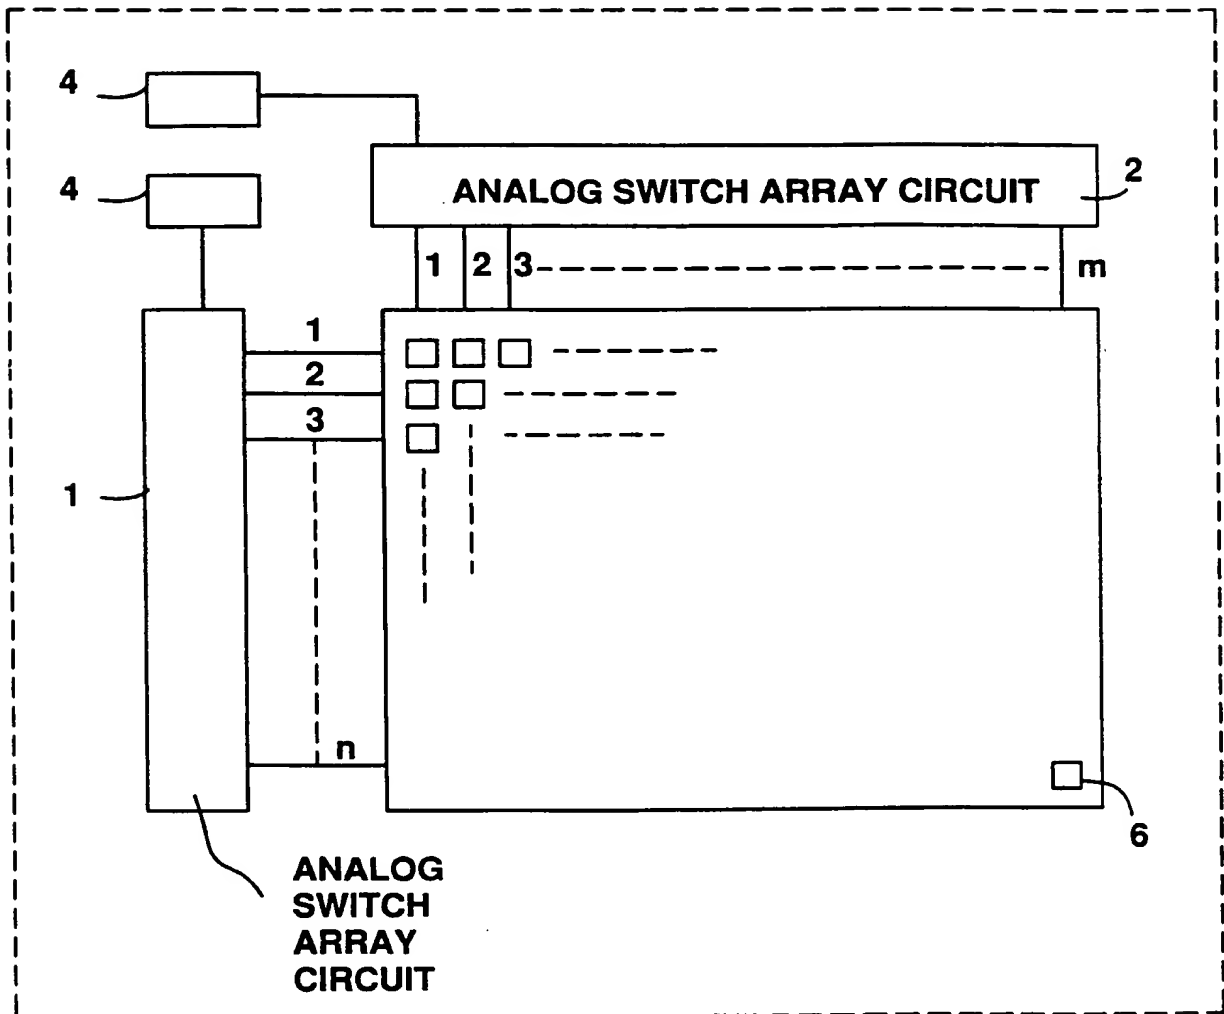 4
4
ANALOG SWITCH ARRAY CIRCUIT
2
1 2 3 m
1
2
3
1
n
6
ANALOG
SWITCH
ARRAY
CIRCUIT